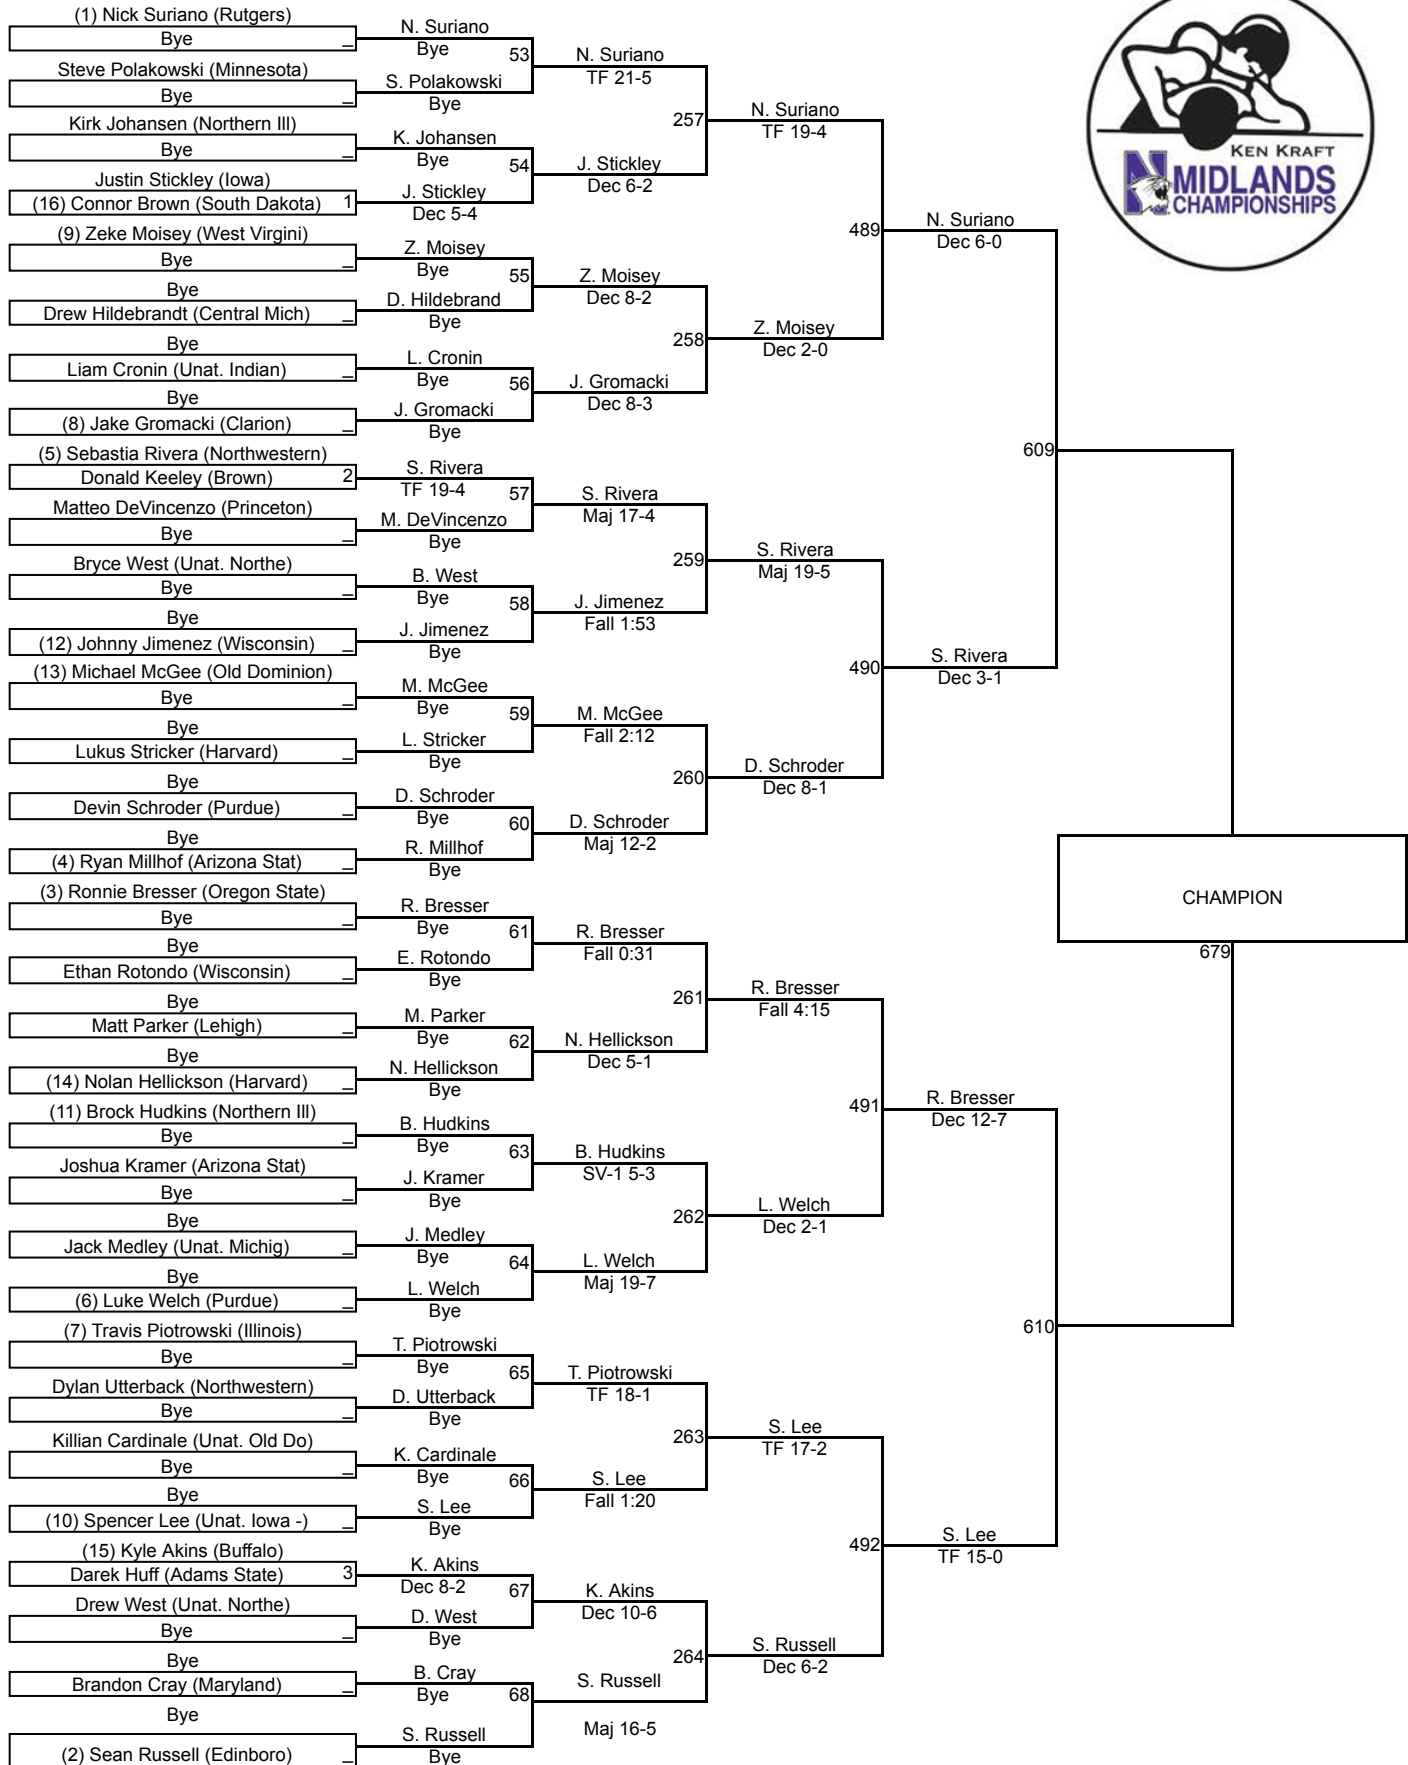 (1) Nick Suriano (Rutgers)
Bye _
Steve Polakowski (Minnesota)
Bye _
Kirk Johansen (Northern Ill)
Bye _
Justin Stickley (Iowa)
(16) Connor Brown (South Dakota) 1
(9) Zeke Moisey (West Virgini)
Bye _
Bye
Drew Hildebrandt (Central Mich) _
Bye
Liam Cronin (Unat. Indian) _
Bye
(8) Jake Gromacki (Clarion) _
(5) Sebastia Rivera (Northwestern)
Donald Keeley (Brown) 2
Matteo DeVincenzo (Princeton)
Bye _
Bryce West (Unat. Northe)
Bye _
Bye
(12) Johnny Jimenez (Wisconsin) _
(13) Michael McGee (Old Dominion)
Bye _
Bye
Lukus Stricker (Harvard) _
Bye
Devin Schroder (Purdue) _
Bye
(4) Ryan Millhof (Arizona Stat) _
(3) Ronnie Bresser (Oregon State)
Bye _
Bye
Ethan Rotondo (Wisconsin) _
Bye
Matt Parker (Lehigh) _
Bye
(14) Nolan Hellickson (Harvard) _
(11) Brock Hudkins (Northern Ill)
Bye _
Joshua Kramer (Arizona Stat)
Bye _
Bye
Jack Medley (Unat. Michig) _
Bye
(6) Luke Welch (Purdue) _
(7) Travis Piotrowski (Illinois)
Bye _
Dylan Utterback (Northwestern)
Bye _
Killian Cardinale (Unat. Old Do)
Bye _
Bye
(10) Spencer Lee (Unat. Iowa -) _
(15) Kyle Akins (Buffalo)
Darek Huff (Adams State) 3
Drew West (Unat. Northe)
Bye _
Bye
Brandon Cray (Maryland) _
Bye
(2) Sean Russell (Edinboro) _
N. Suriano
Bye 53
S. Polakowski
Bye
K. Johansen
Bye 54
J. Stickley
Dec 5-4
Z. Moisey
Bye 55
D. Hildebrand
Bye
L. Cronin
Bye 56
J. Gromacki
Bye
S. Rivera
TF 19-4 57
M. DeVincenzo
Bye
B. West
Bye 58
J. Jimenez
Bye
M. McGee
Bye 59
L. Stricker
Bye
D. Schroder
Bye 60
R. Millhof
Bye
R. Bresser
Bye 61
E. Rotondo
Bye
M. Parker
Bye 62
N. Hellickson
Bye
B. Hudkins
Bye 63
J. Kramer
Bye
J. Medley
Bye 64
L. Welch
Bye
T. Piotrowski
Bye 65
D. Utterback
Bye
K. Cardinale
Bye 66
S. Lee
Bye
K. Akins
Dec 8-2 67
D. West
Bye
B. Cray
Bye 68
S. Russell
Bye
N. Suriano
TF 21-5
257
J. Stickley
Dec 6-2
Z. Moisey
Dec 8-2
258
J. Gromacki
Dec 8-3
S. Rivera
Maj 17-4
259
J. Jimenez
Fall 1:53
M. McGee
Fall 2:12
260
D. Schroder
Maj 12-2
R. Bresser
Fall 0:31
261
N. Hellickson
Dec 5-1
B. Hudkins
SV-1 5-3
262
L. Welch
Maj 19-7
T. Piotrowski
TF 18-1
263
S. Lee
Fall 1:20
K. Akins
Dec 10-6
264
S. Russell
Maj 16-5
N. Suriano
TF 19-4
489
Z. Moisey
Dec 2-0
S. Rivera
Maj 19-5
490
D. Schroder
Dec 8-1
R. Bresser
Fall 4:15
491
L. Welch
Dec 2-1
S. Lee
TF 17-2
492
S. Russell
Dec 6-2
N. Suriano
Dec 6-0
609
S. Rivera
Dec 3-1
R. Bresser
Dec 12-7
610
S. Lee
TF 15-0
CHAMPION
679
KEN KRAFT
N MIDLANDS
CHAMPIONSHIPS